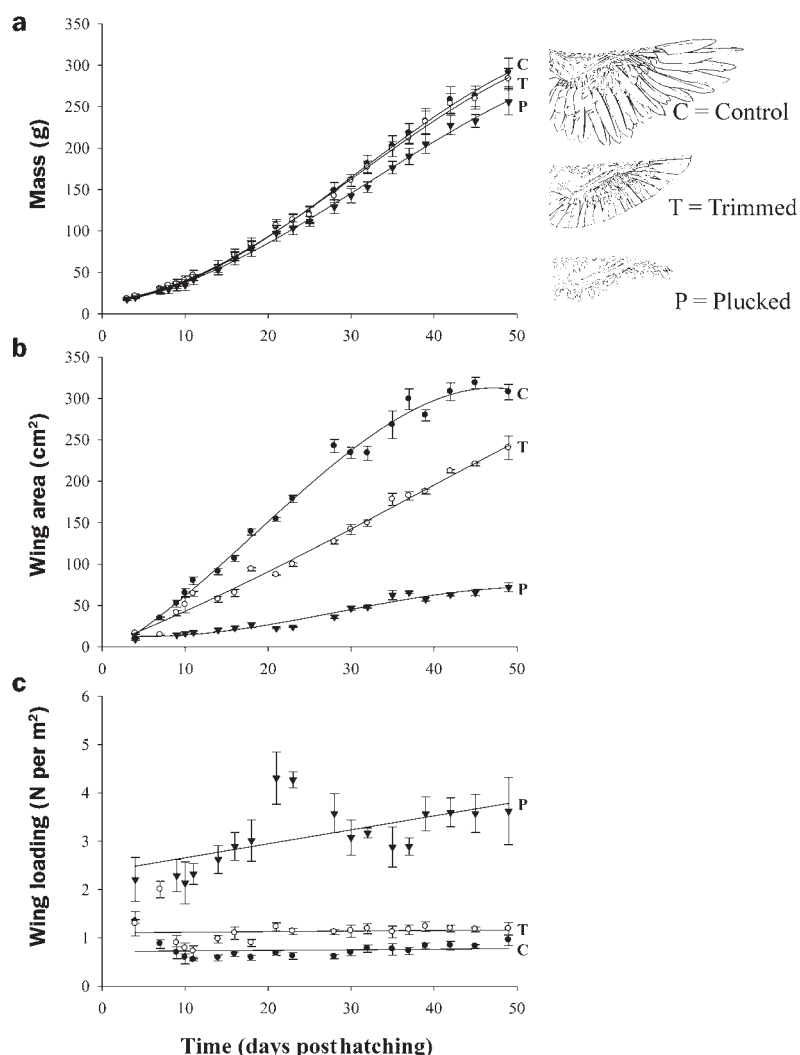 a
350
300
250
200
150
100
50
0
Mass (g)
C
T
P
0 10 20 30 40 50
C = Control
T = Trimmed
P = Plucked
b
350
300
250
200
150
100
50
0
Wing area (cm²)
C
T
P
0 10 20 30 40 50
c
6
5
4
3
2
1
0
Wing loading (N per m²)
P
T
C
0 10 20 30 40 50
Time (days posthatching)